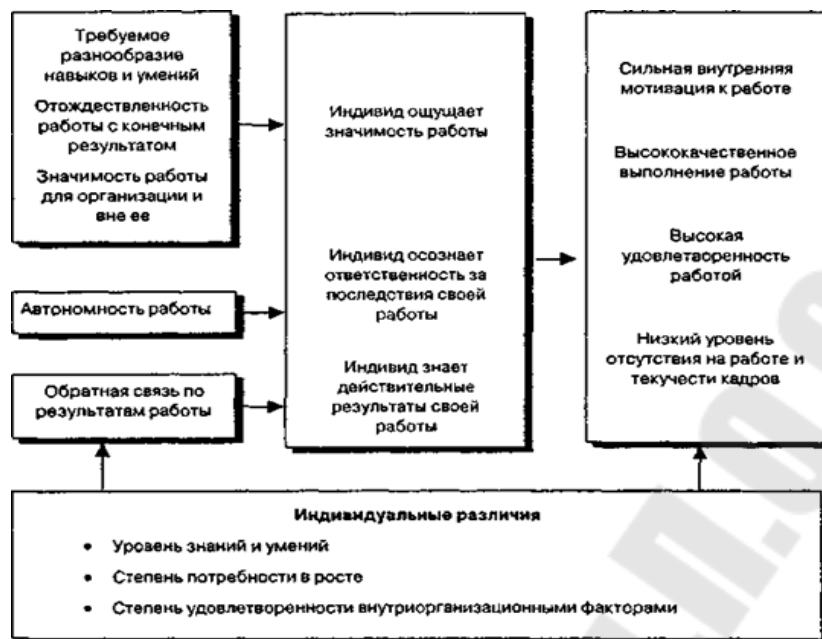 Требуемое
разнообразие
навыков и умений
Отождествленность
работы с конечным
результатом
Значимость работы
для организации и
вне ее
Автономность работы
Обратная связь по
результатам работы
Индивид ощущает
значимость работы
Индивид осознает
ответственность за
последствия своей
работы
Индивид знает
действительные
результаты своей
работы
Сильная внутренняя
мотивация к работе
Высококачественное
выполнение работы
Высокая
удовлетворенность
работой
Низкий уровень
отсутствия на работе и
текучести кадров
Индивидуальные различия
• Уровень знаний и умений
• Степень потребности в росте
• Степень удовлетворенности внутриорганизационными факторами